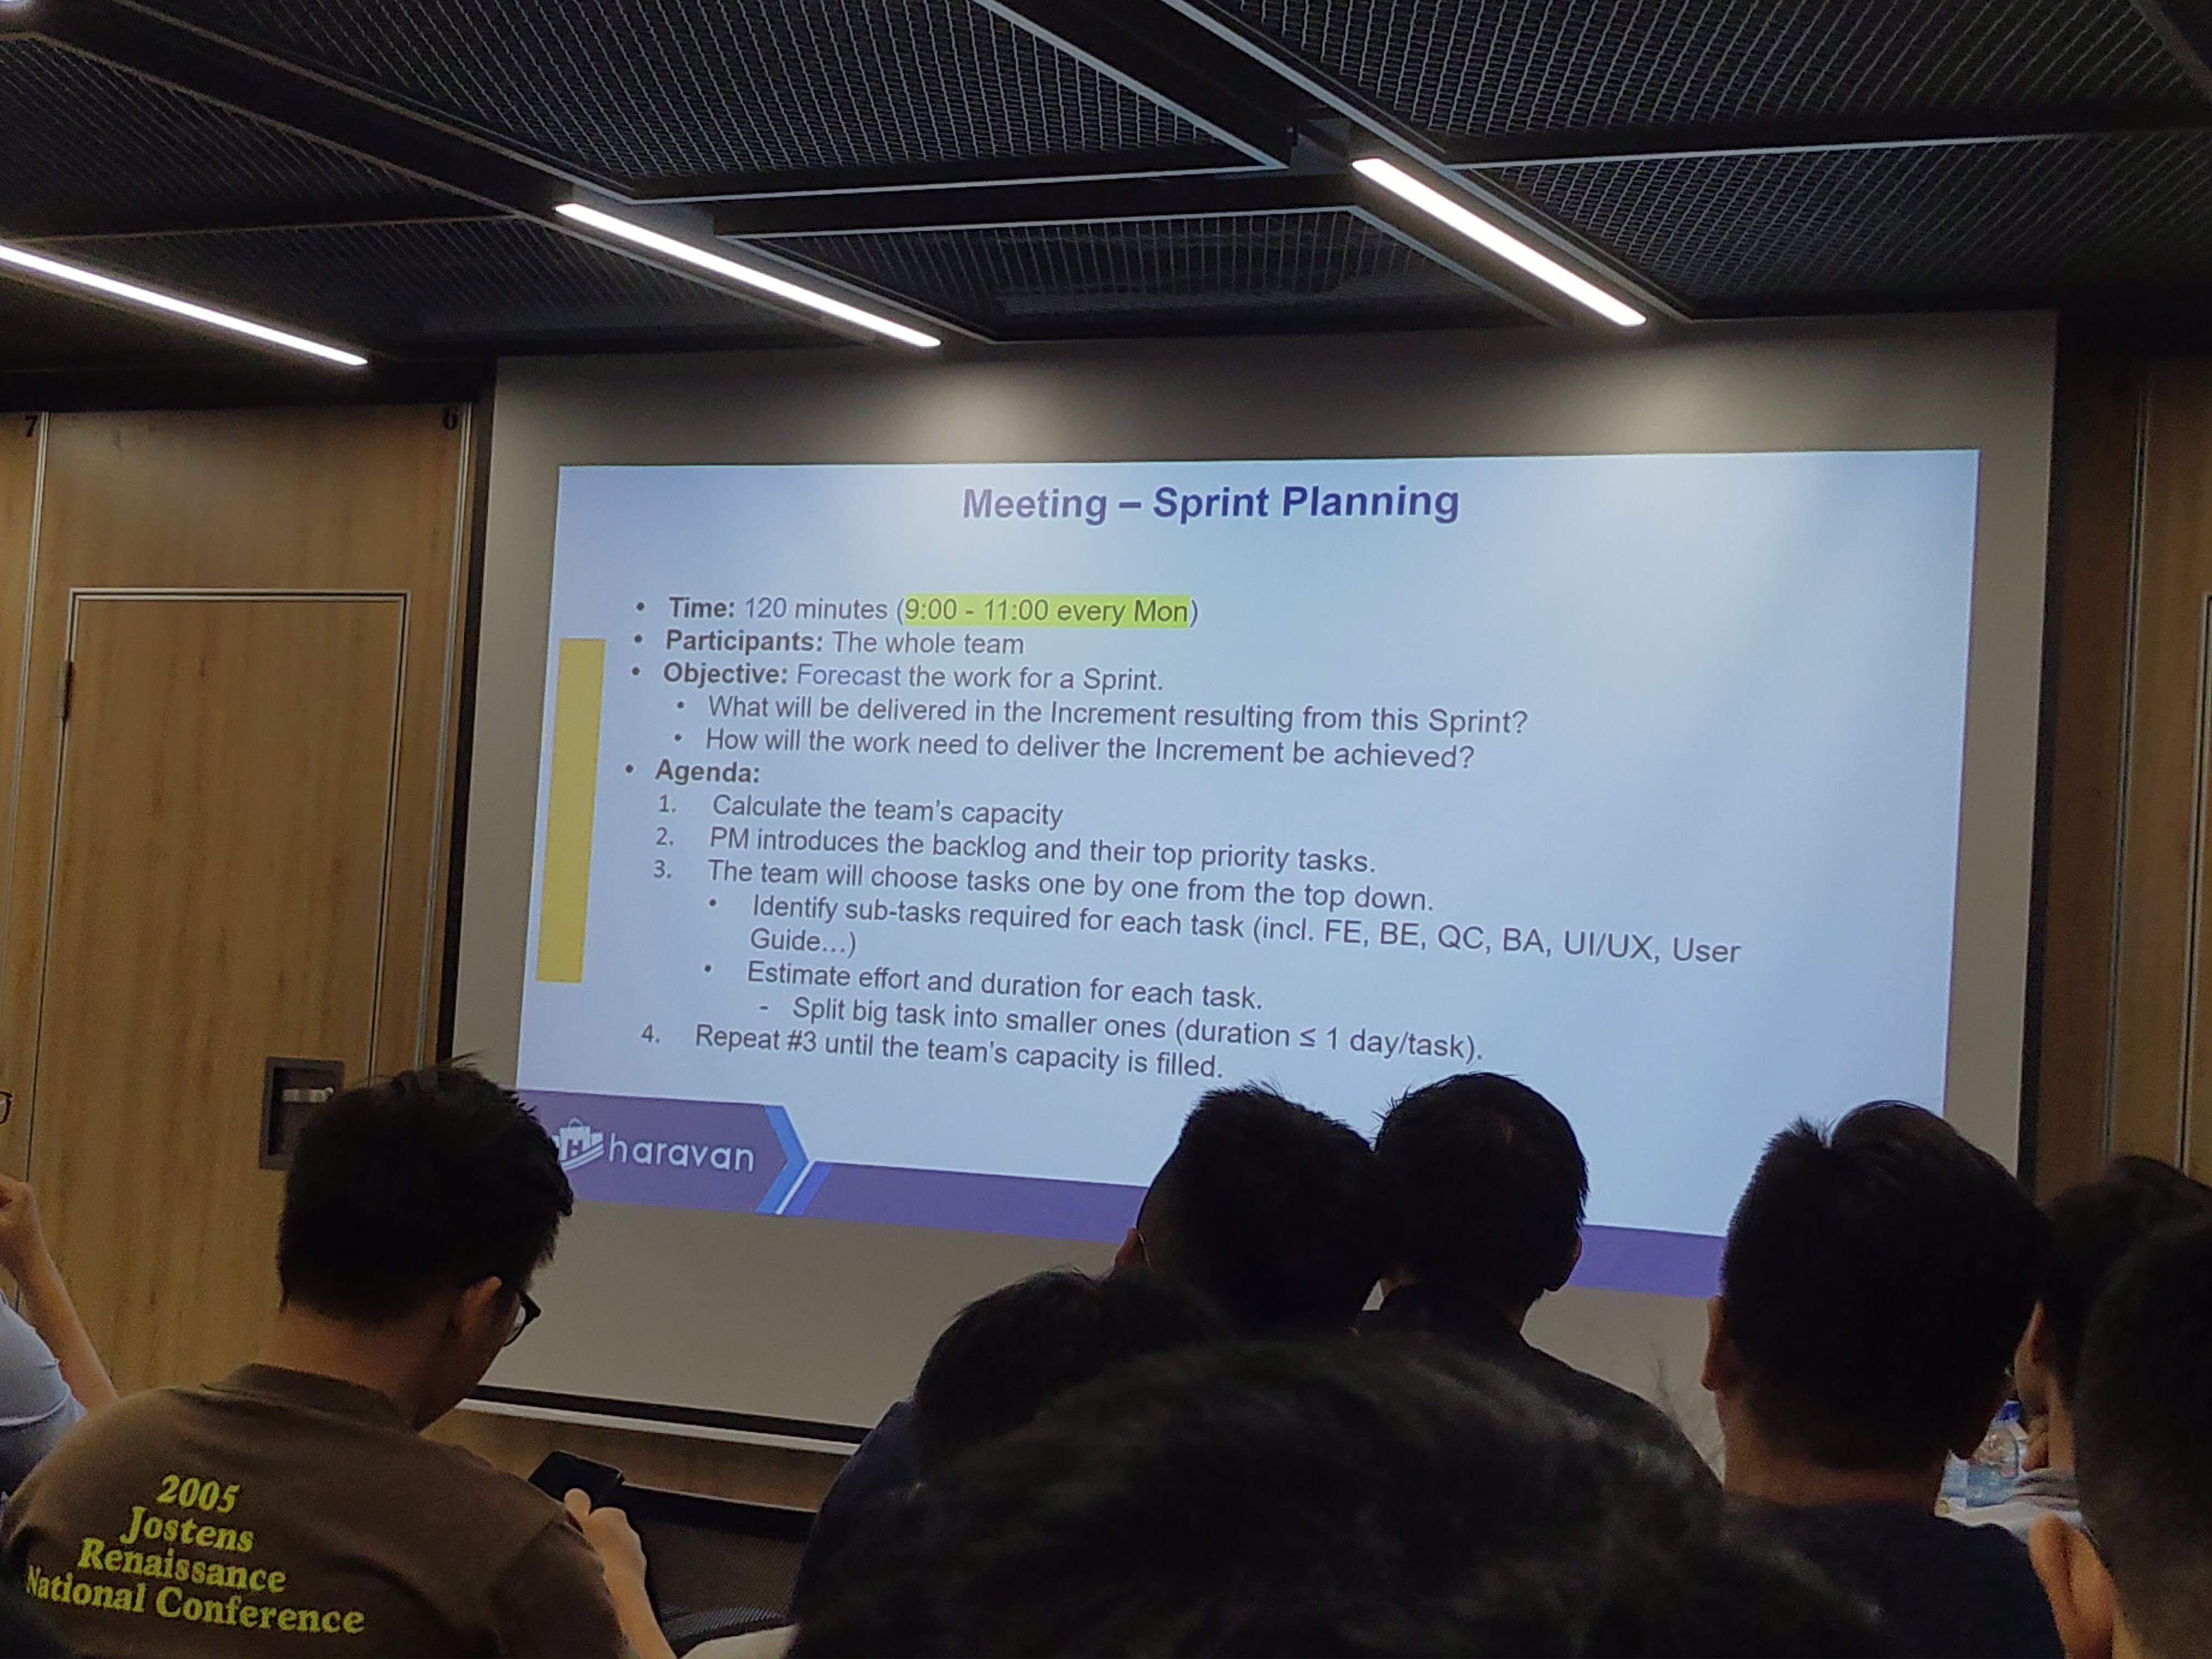 7
6
Meeting – Sprint Planning
• Time: 120 minutes (9:00 - 11:00 every Mon)
• Participants: The whole team
• Objective: Forecast the work for a Sprint.
• What will be delivered in the Increment resulting from this Sprint?
• How will the work need to deliver the Increment be achieved?
• Agenda:
1. Calculate the team's capacity
2. PM introduces the backlog and their top priority tasks.
3. The team will choose tasks one by one from the top down.
• Identify sub-tasks required for each task (incl. FE, BE, QC, BA, UI/UX, User
Guide...)
• Estimate effort and duration for each task.
- Split big task into smaller ones (duration ≤ 1 day/task).
4. Repeat #3 until the team's capacity is filled.
haravan
2005
Jostens
Renaissance
National Conference